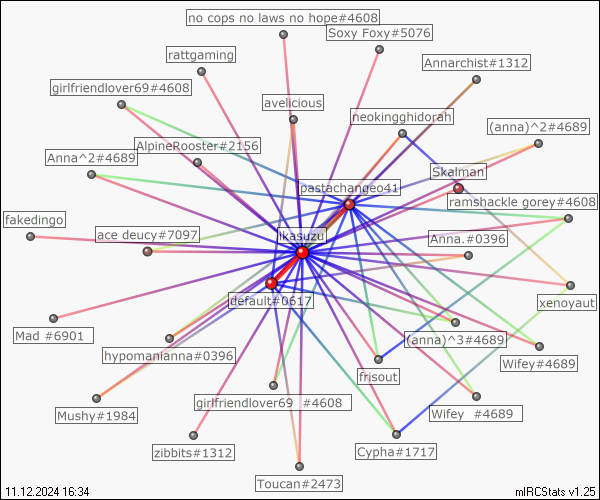 no cops no laws no hope#4608
Soxy Foxy#5076
rattgaming
Annarchist#1312
girlfriendlover69#4608
avelicious
neokingghidorah
(anna)^2#4689
AlpineRooster#2156
Anna^2#4689
Skalman
pastachangeo41
ramshackle gorey#4608
fakedingo
ace deucy#7097
ikasuzu
Anna.#0396
default#0617
xenoyaut
Mad #6901
(anna)^3#4689
hypomanianna#0396
Wifey#4689
frisout
girlfriendlover69 #4608
Mushy#1984
Wifey #4689
zibbits#1312
Cypha#1717
Toucan#2473
11.12.2024 16:34
mIRCStats v1.25